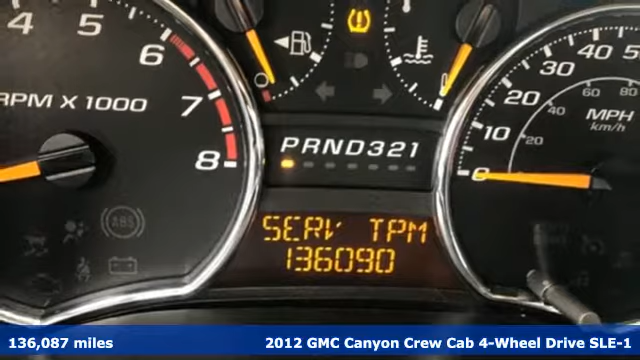 4 5 6 7 8
RPM X 1000
PRND321
0 10 20 30 40 50
20 40 60 80
MPH
km/h
ABS
SERV TPM
136090
136,087 miles
2012 GMC Canyon Crew Cab 4-Wheel Drive SLE-1